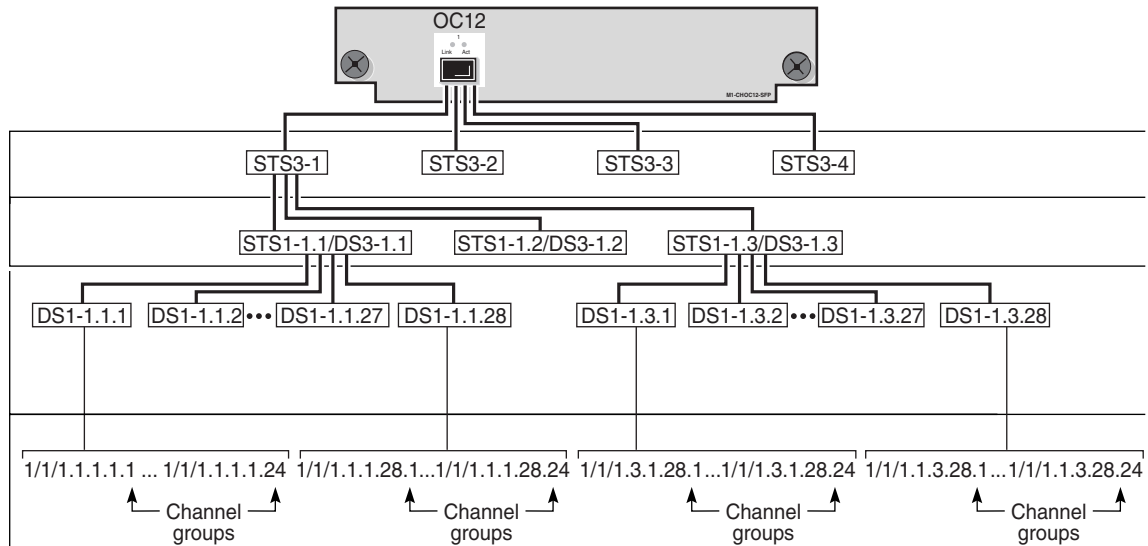 OC12
1
Link Act
M1-CHOC12-SFP
STS3-1 STS3-2 STS3-3 STS3-4
STS1-1.1/DS3-1.1 STS1-1.2/DS3-1.2 STS1-1.3/DS3-1.3
DS1-1.1.1 DS1-1.1.2 ••• DS1-1.1.27 DS1-1.1.28 DS1-1.3.1 DS1-1.3.2 ••• DS1-1.3.27 DS1-1.3.28
1/1/1.1.1.1.1 ... 1/1/1.1.1.1.24 1/1/1.1.1.28.1...1/1/1.1.1.28.24 1/1/1.3.1.28.1...1/1/1.3.1.28.24 1/1/1.1.3.28.1...1/1/1.1.3.28.24
Channel Channel Channel Channel
groups groups groups groups